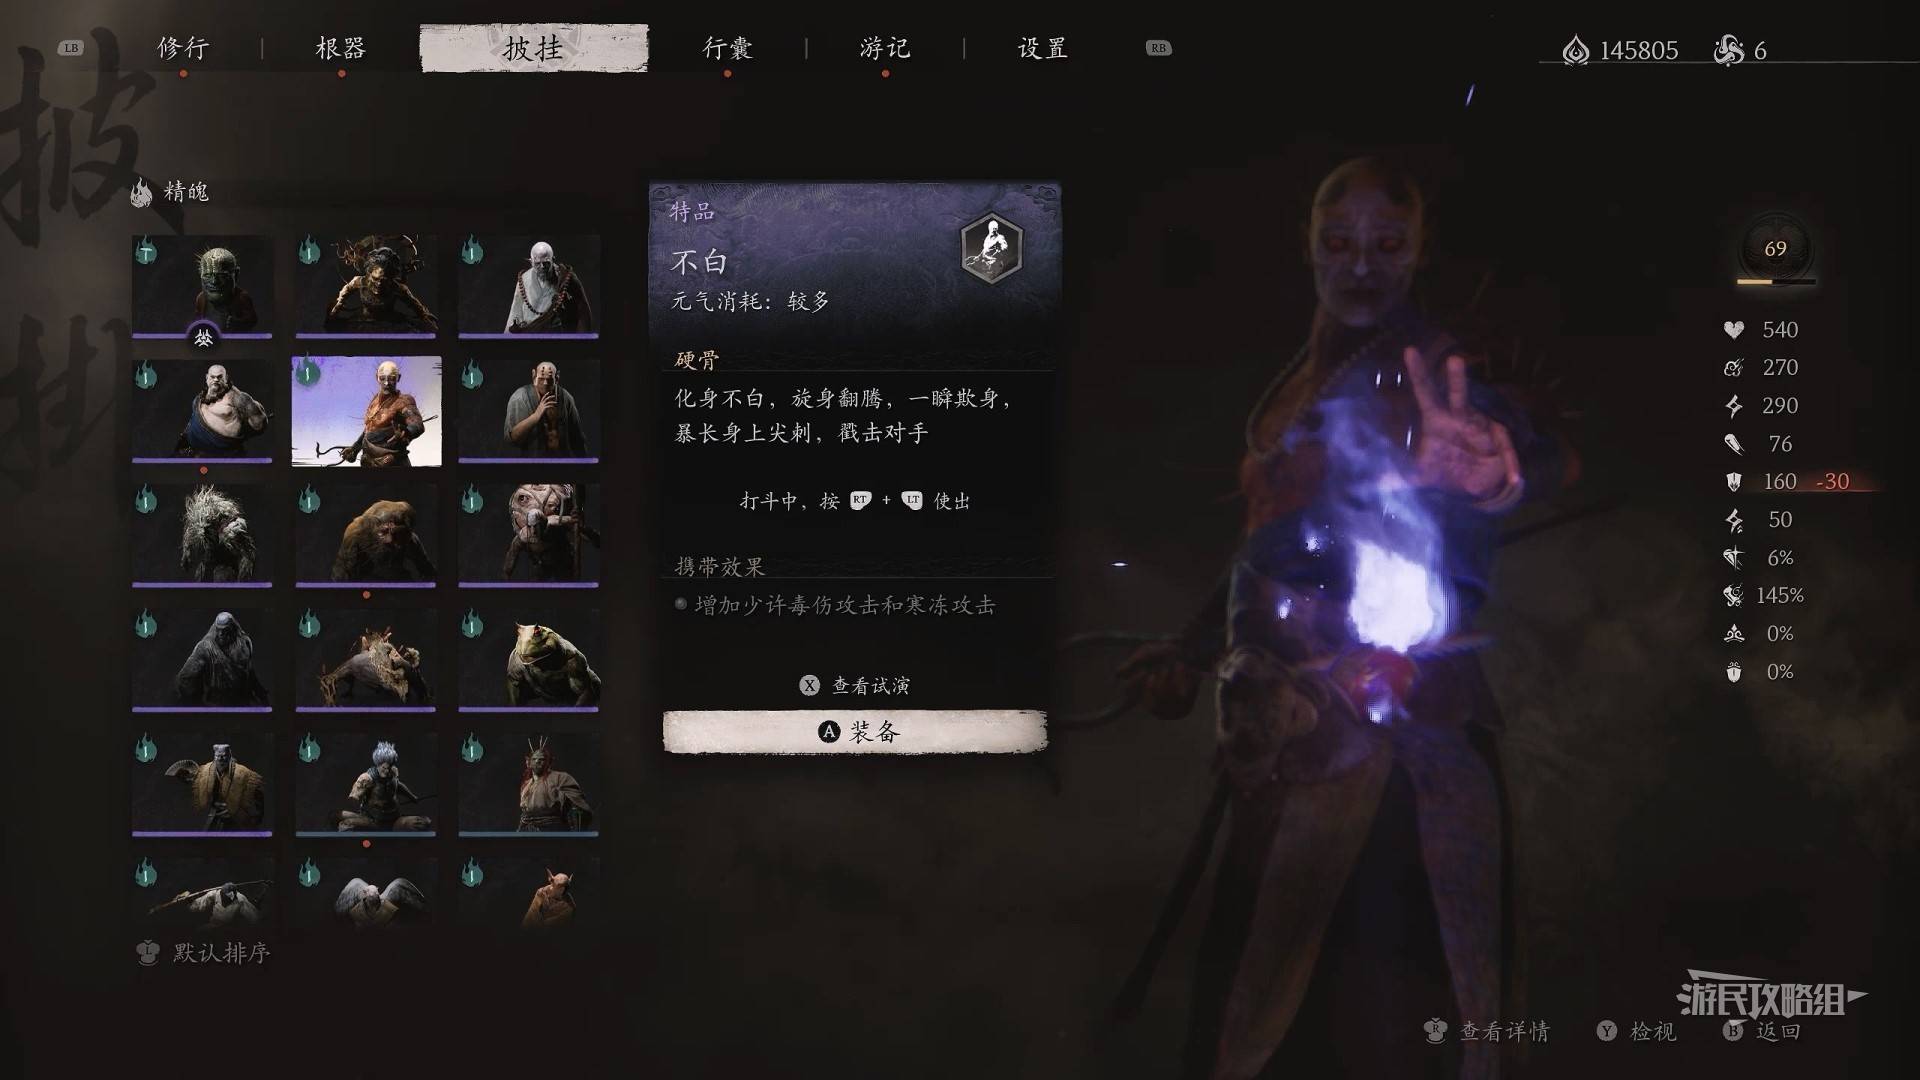 LB 修行 根器 披挂 行囊 游记 设置 RB
145805 6
披挂
精魄
特品
不白
元气消耗：较多
硬骨
化身不白，旋身翻腾，一瞬欺身，
暴长身上尖刺，戳击对手
打斗中，按 RT + LT 使出
携带效果
增加少许毒伤攻击和寒冻攻击
X 查看试演
A 装备
69
540
270
290
76
160 -30
50
6%
145%
0%
0%
L 默认排序
游民攻略组
R 查看详情 Y 检视 B 返回